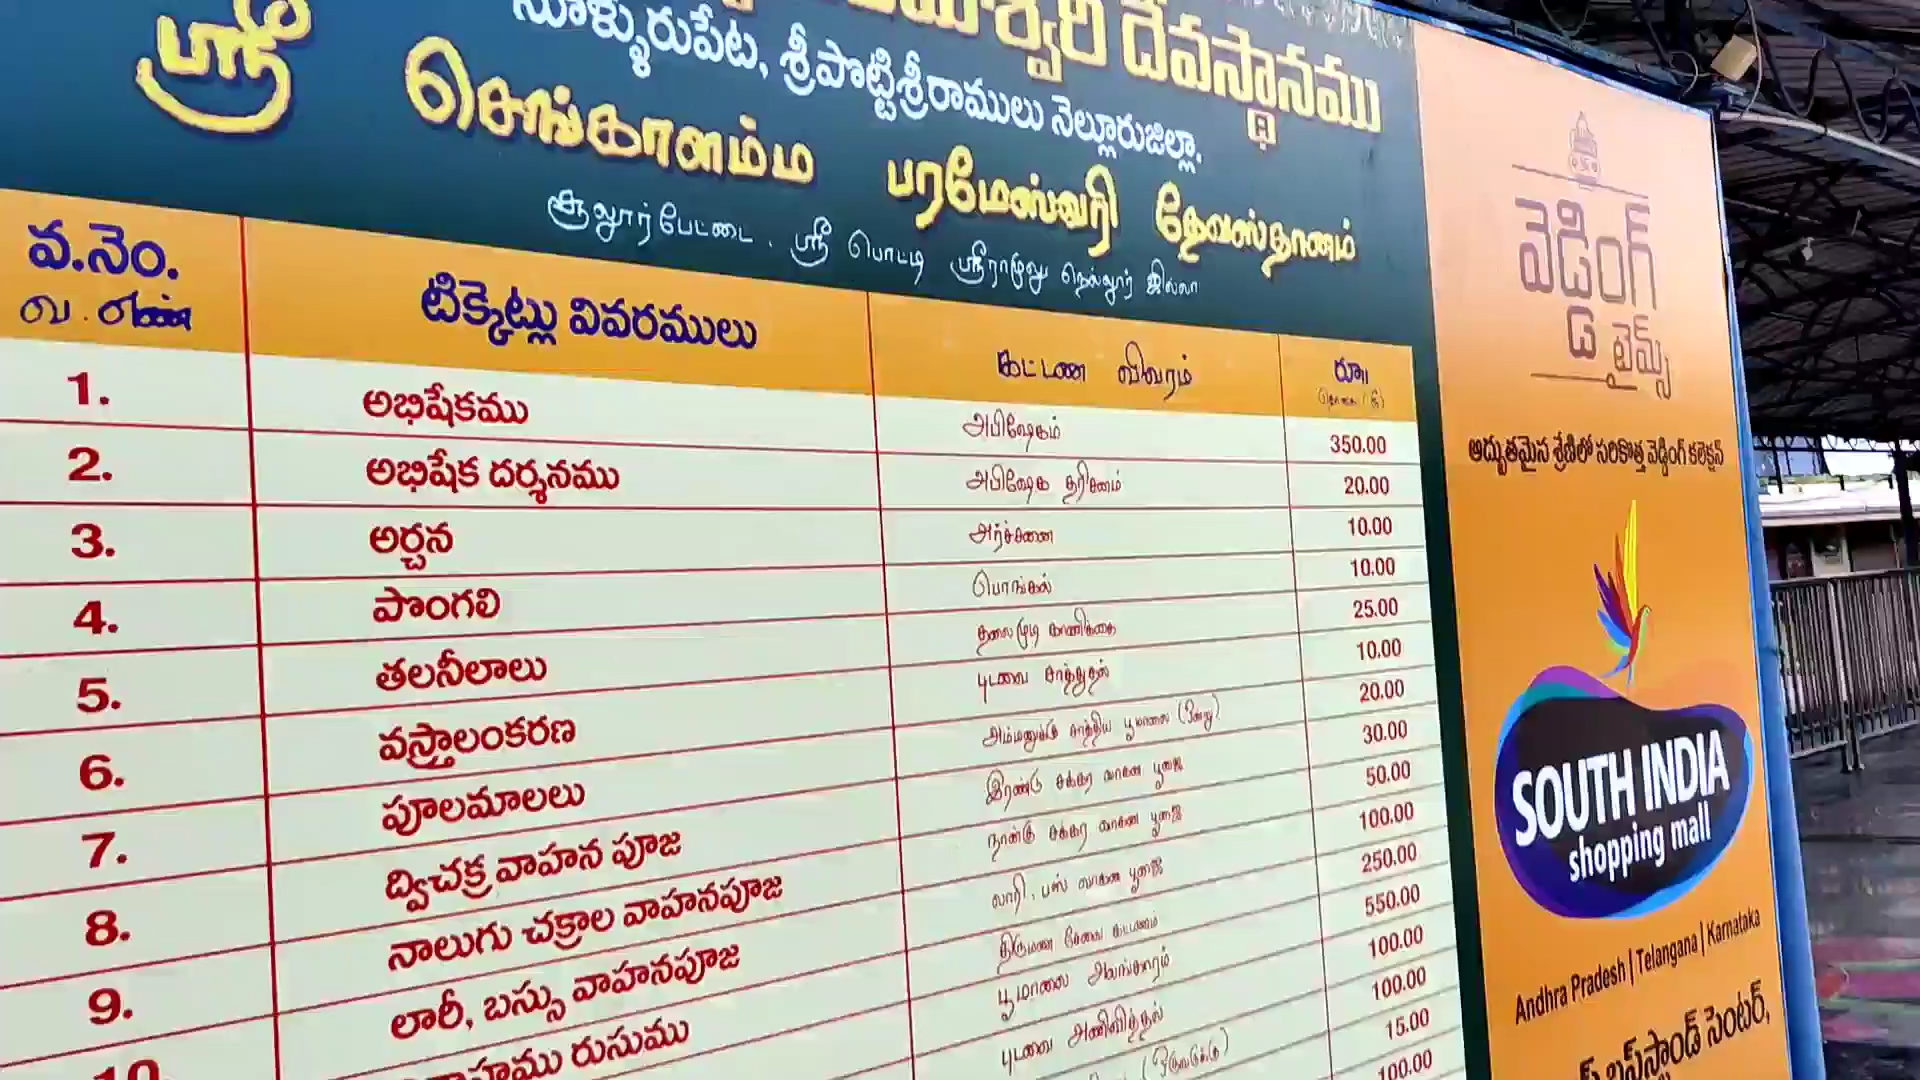 దేవస్థానము
సూళ్ళురుపేట, శ్రీపొట్టిశ్రీరాములు నెల్లూరుజిల్లా.
ஸ்ரீ செங்காளம்ம பரமேஸ்வரி தேவஸ்தானம்
சூலூர்பேட்டை . ஸ்ரீ பொட்டி ஸ்ரீராமுலு நெல்லூர் ஜில்லா
వ.నెం. టిక్కెట్లు వివరములు கட்டண விவரம் రూ॥
வ. எண்
1. అభిషేకము அபிஷேகம் 350.00
2. అభిషేక దర్శనము அபிஷேக தரிசனம் 20.00
3. అర్చన அர்ச்சனை 10.00
4. పొంగలి பொங்கல் 10.00
5. తలనీలాలు தலைமுடி காணிக்கை 25.00
6. వస్త్రాలంకరణ புடவை சாத்துதல் 10.00
7. పూలమాలలు அம்மனுக்கு சாத்திய பூமாலை (ஒன்று) 20.00
8. ద్విచక్ర వాహన పూజ இரண்டு சக்கர வாகன பூஜை 30.00
9. నాలుగు చక్రాల వాహనపూజ நான்கு சக்கர வாகன பூஜை 50.00
10. లారీ, బస్సు వాహనపూజ லாரி, பஸ் வாகன பூஜை 100.00
రుసుము திருமண சேவை கட்டணம் 250.00
பூமாலை அலங்காரம் 550.00
புடவை அணிவித்தல் 100.00
100.00
15.00
100.00
వెడ్డింగ్
టైమ్స్
అద్భుతమైన శ్రేణిలో సరికొత్త వెడ్డింగ్ కలెక్షన్
SOUTH INDIA
shopping mall
Andhra Pradesh | Telangana | Karnataka
బస్‌స్టాండ్ సెంటర్,